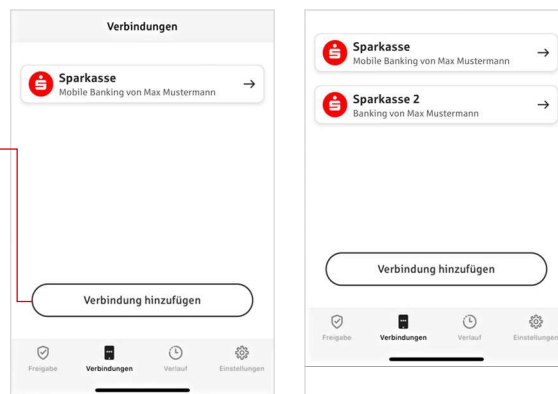 Verbindungen
Sparkasse
Mobile Banking von Max Mustermann
Verbindung hinzufügen
Freigabe
Verbindungen
Verlauf
Einstellungen
Sparkasse
Mobile Banking von Max Mustermann
Sparkasse 2
Banking von Max Mustermann
Verbindung hinzufügen
Freigabe
Verbindungen
Verlauf
Einstellungen